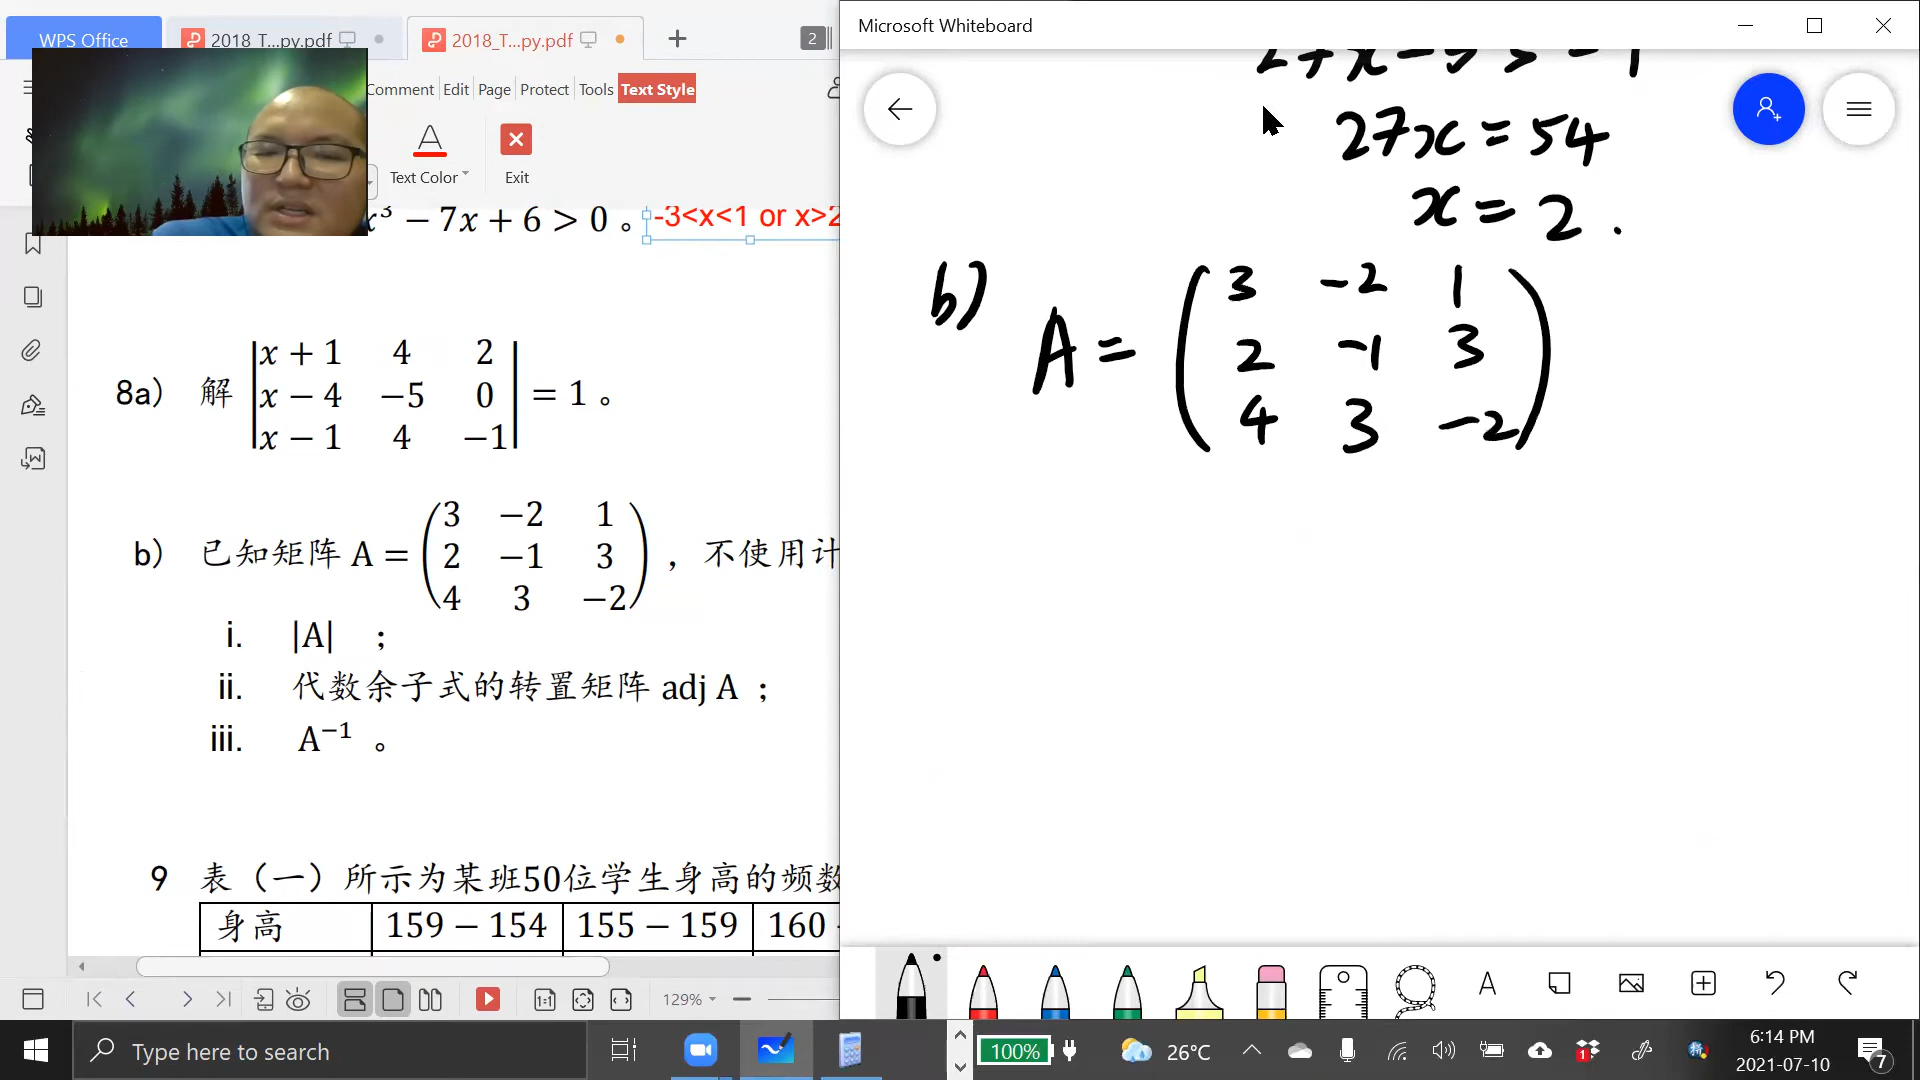 WPS Office
2018 T...py.pdf
2018_T...py.pdf
2
Comment Edit Page Protect Tools Text Style
Text Color
Exit
x³ − 7x + 6 > 0 。
-3<x<1 or x>2
8a) 解 |x + 1 4 2|
|x − 4 −5 0| = 1 。
|x − 1 4 −1|
b) 已知矩阵 A = (3 −2 1
2 −1 3
4 3 −2) ，不使用计
i. |A| ；
ii. 代数余子式的转置矩阵 adj A ；
iii. A⁻¹ 。
9 表（一）所示为某班50位学生身高的频数
身高 159 − 154 155 − 159 160
129%
Microsoft Whiteboard
27x = 54
x = 2 .
b)
A = (3 -2 1
2 -1 3
4 3 -2)
Type here to search
100%
26°C
1
6:14 PM
2021-07-10
7